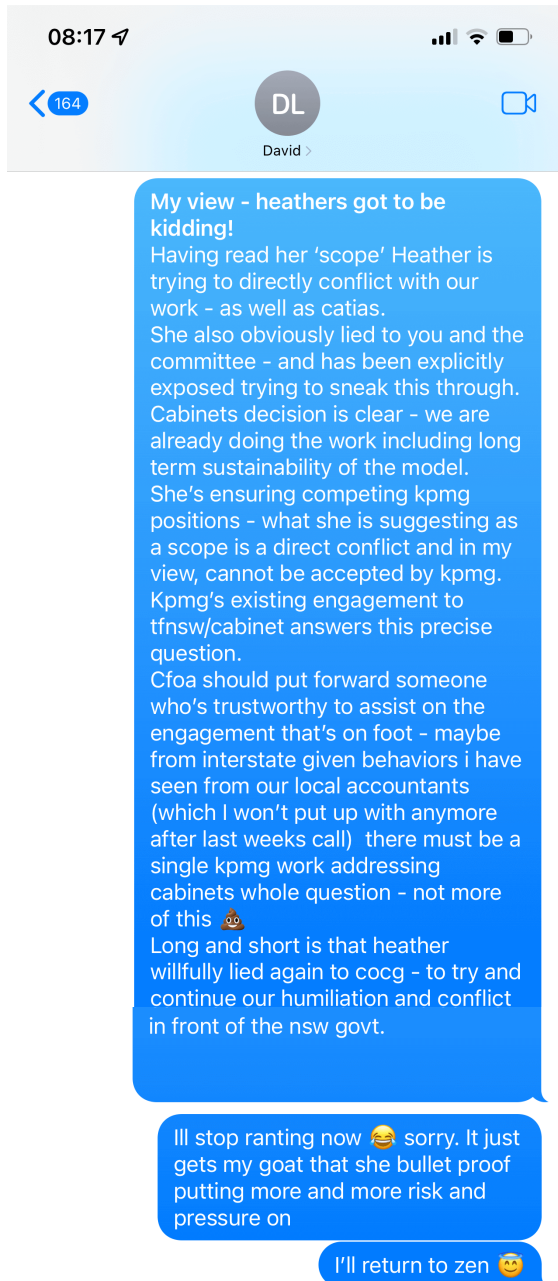 08:17
164
DL
David
My view - heathers got to be
kidding!
Having read her ‘scope’ Heather is
trying to directly conflict with our
work - as well as catias.
She also obviously lied to you and the
committee - and has been explicitly
exposed trying to sneak this through.
Cabinets decision is clear - we are
already doing the work including long
term sustainability of the model.
She’s ensuring competing kpmg
positions - what she is suggesting as
a scope is a direct conflict and in my
view, cannot be accepted by kpmg.
Kpmg’s existing engagement to
tfnsw/cabinet answers this precise
question.
Cfoa should put forward someone
who’s trustworthy to assist on the
engagement that’s on foot - maybe
from interstate given behaviors i have
seen from our local accountants
(which I won’t put up with anymore
after last weeks call)  there must be a
single kpmg work addressing
cabinets whole question - not more
of this 💩
Long and short is that heather
willfully lied again to cocg - to try and
continue our humiliation and conflict
in front of the nsw govt.
Ill stop ranting now 😂 sorry. It just
gets my goat that she bullet proof
putting more and more risk and
pressure on
I’ll return to zen 😇